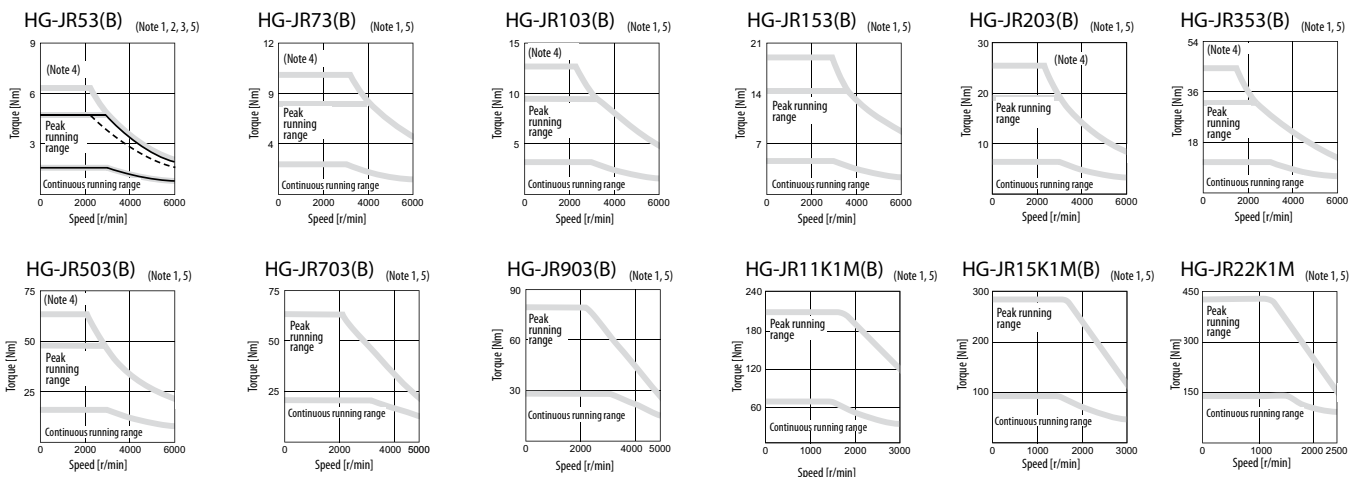 HG-JR53(B) (Note 1, 2, 3, 5)
Torque [Nm]
9
6
3
(Note 4)
Peak
running
range
Continuous running range
0 2000 4000 6000
Speed [r/min]
HG-JR73(B) (Note 1, 5)
Torque [Nm]
12
9
4
(Note 4)
Peak
running
range
Continuous running range
0 2000 4000 6000
Speed [r/min]
HG-JR103(B) (Note 1, 5)
Torque [Nm]
15
10
5
(Note 4)
Peak
running
range
Continuous running range
0 2000 4000 6000
Speed [r/min]
HG-JR153(B) (Note 1, 5)
Torque [Nm]
21
14
7
Peak
running
range
Continuous running range
0 2000 4000 6000
Speed [r/min]
HG-JR203(B) (Note 1, 5)
Torque [Nm]
30
20
10
(Note 4)
Peak
running
range
Continuous running range
0 2000 4000 6000
Speed [r/min]
HG-JR353(B) (Note 1, 5)
Torque [Nm]
54
36
18
(Note 4)
Peak
running
range
Continuous running range
0 2000 4000 6000
Speed [r/min]
HG-JR503(B) (Note 1, 5)
Torque [Nm]
75
50
25
(Note 4)
Peak
running
range
Continuous running range
0 2000 4000 6000
Speed [r/min]
HG-JR703(B) (Note 1, 5)
Torque [Nm]
75
50
25
Peak
running
range
Continuous running range
0 2000 4000 5000
Speed [r/min]
HG-JR903(B) (Note 1, 5)
Torque [Nm]
90
60
30
Peak
running
range
Continuous running range
0 2000 4000 5000
Speed [r/min]
HG-JR11K1M(B) (Note 1, 5)
Torque [Nm]
240
180
120
60
Peak running
range
Continuous running range
0 1000 2000 3000
Speed [r/min]
HG-JR15K1M(B) (Note 1, 5)
Torque [Nm]
300
200
100
Peak running
range
Continuous running range
0 1000 2000 3000
Speed [r/min]
HG-JR22K1M (Note 1, 5)
Torque [Nm]
450
300
150
Peak
running
range
Continuous running range
0 1000 2000 2500
Speed [r/min]